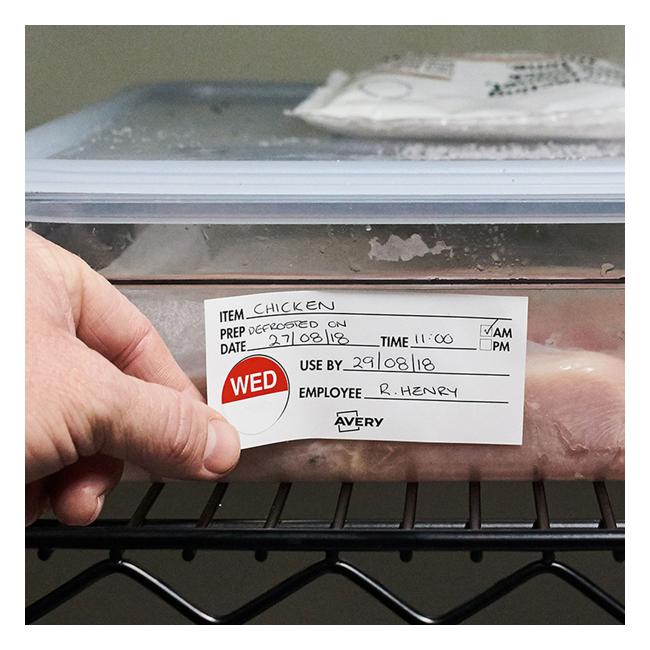 ITEM CHICKEN
PREP DEFROSTED ON
DATE 27/08/18 TIME 11:00 ✓ AM
PM
WED
USE BY 29/08/18
EMPLOYEE R. HENRY
AVERY